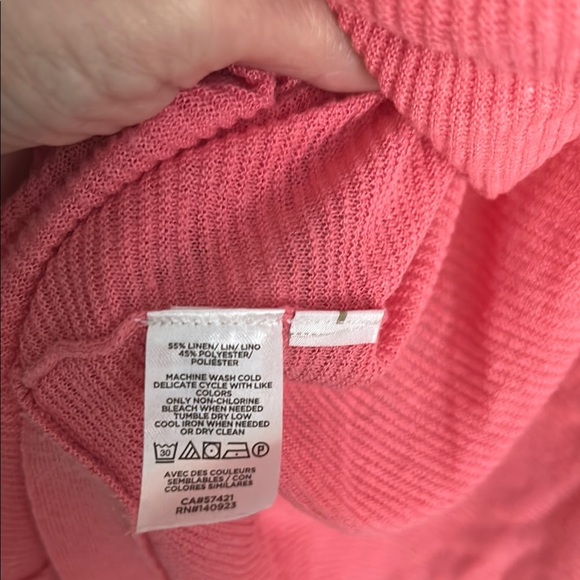 55% LINEN/ LIN/ LINO
45% POLYESTER/
POLIÉSTER
MACHINE WASH COLD
DELICATE CYCLE WITH LIKE
COLORS
ONLY NON-CHLORINE
BLEACH WHEN NEEDED
TUMBLE DRY LOW
COOL IRON WHEN NEEDED
OR DRY CLEAN
30 P
AVEC DES COULEURS
SEMBLABLES / CON
COLORES SIMILARES
CA#57421
RN#140923